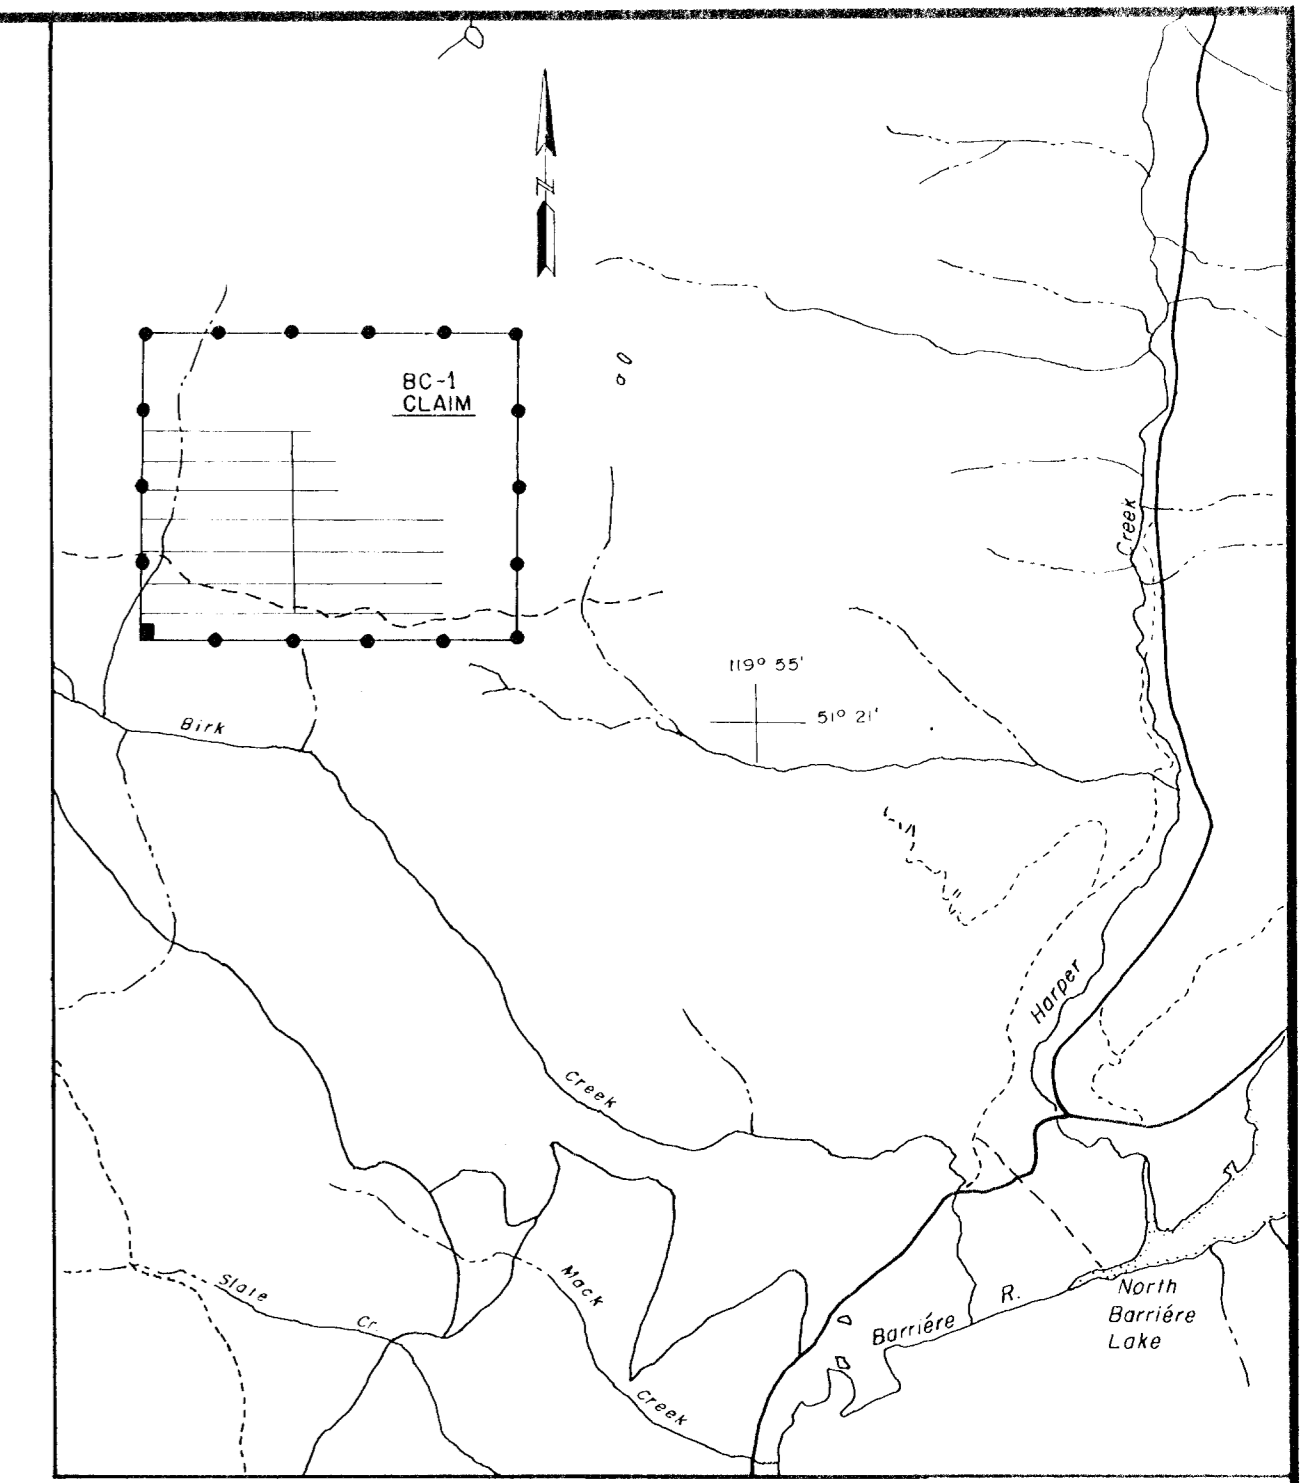 N
BC-1
CLAIM
Creek
119° 55'
51° 21'
Birk
Harper
Creek
Slate
Cr.
Mack
Creek
Barriére
R.
North
Barriére
Lake